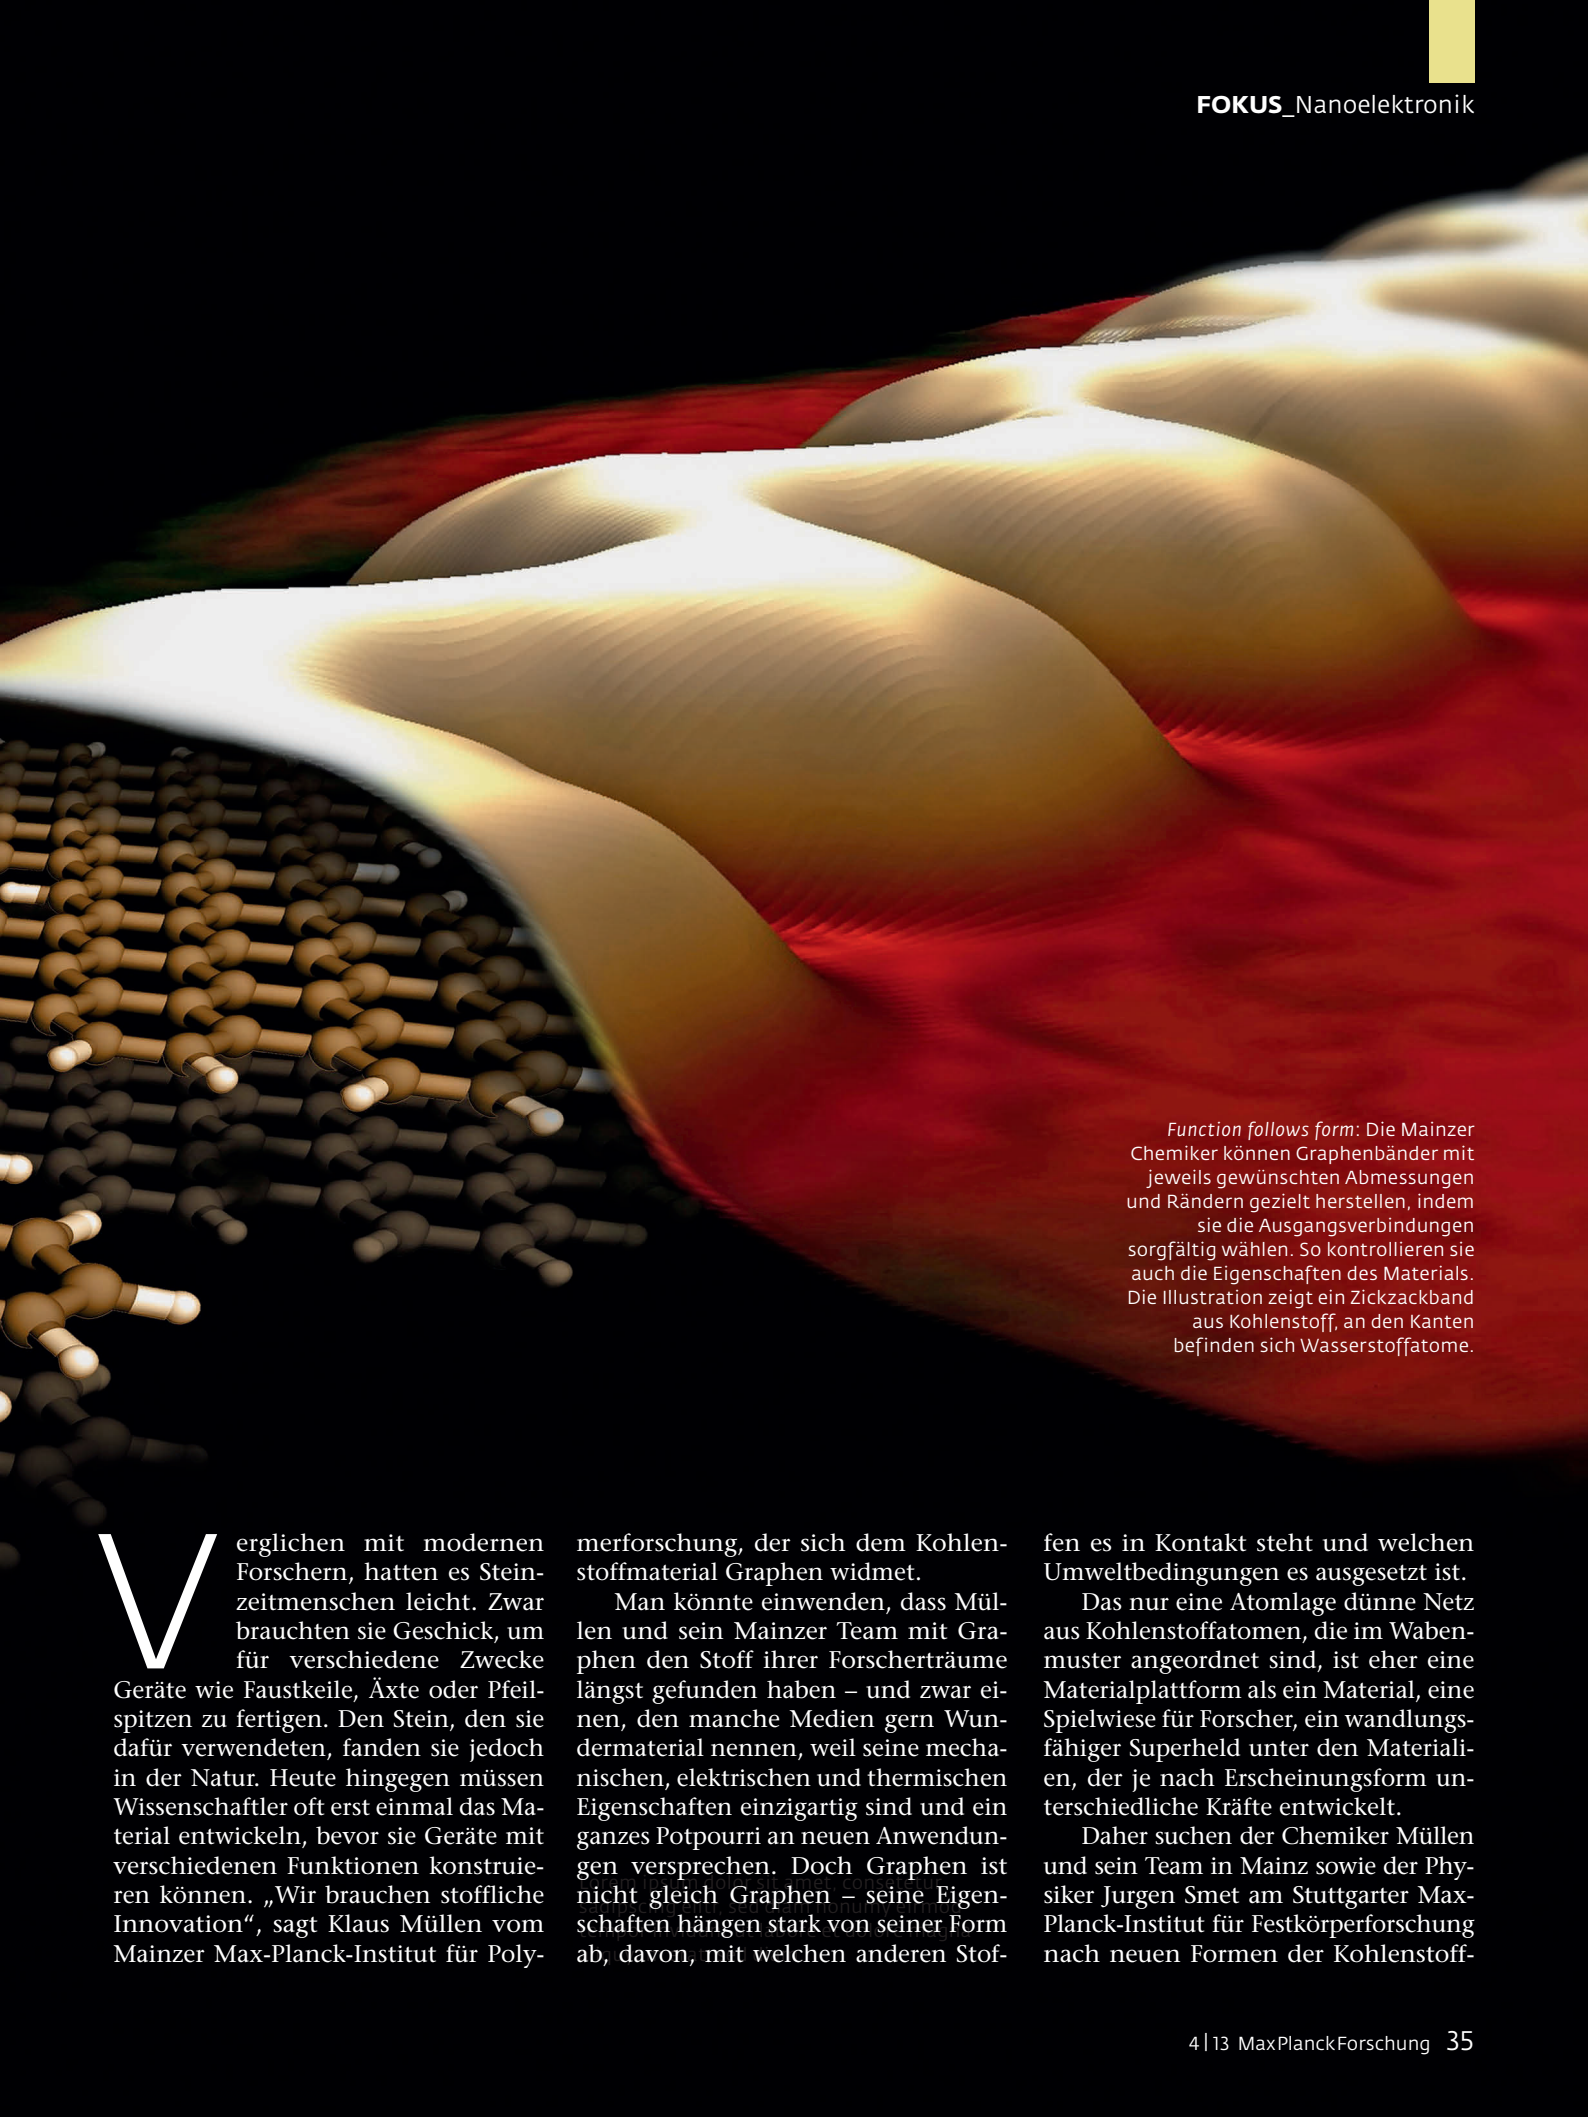 FOKUS_Nanoelektronik
Function follows form: Die Mainzer
Chemiker können Graphenbänder mit
jeweils gewünschten Abmessungen
und Rändern gezielt herstellen, indem
sie die Ausgangsverbindungen
sorgfältig wählen. So kontrollieren sie
auch die Eigenschaften des Materials.
Die Illustration zeigt ein Zickzackband
aus Kohlenstoff, an den Kanten
befinden sich Wasserstoffatome.
Verglichen mit modernen
Forschern, hatten es Stein-
zeitmenschen leicht. Zwar
brauchten sie Geschick, um
für verschiedene Zwecke
Geräte wie Faustkeile, Äxte oder Pfeil-
spitzen zu fertigen. Den Stein, den sie
dafür verwendeten, fanden sie jedoch
in der Natur. Heute hingegen müssen
Wissenschaftler oft erst einmal das Ma-
terial entwickeln, bevor sie Geräte mit
verschiedenen Funktionen konstruie-
ren können. „Wir brauchen stoffliche
Innovation“, sagt Klaus Müllen vom
Mainzer Max-Planck-Institut für Poly-
merforschung, der sich dem Kohlen-
stoffmaterial Graphen widmet.
Man könnte einwenden, dass Mül-
len und sein Mainzer Team mit Gra-
phen den Stoff ihrer Forscherträume
längst gefunden haben – und zwar ei-
nen, den manche Medien gern Wun-
dermaterial nennen, weil seine mecha-
nischen, elektrischen und thermischen
Eigenschaften einzigartig sind und ein
ganzes Potpourri an neuen Anwendun-
gen versprechen. Doch Graphen ist
nicht gleich Graphen – seine Eigen-
schaften hängen stark von seiner Form
ab, davon, mit welchen anderen Stof-
fen es in Kontakt steht und welchen
Umweltbedingungen es ausgesetzt ist.
Das nur eine Atomlage dünne Netz
aus Kohlenstoffatomen, die im Waben-
muster angeordnet sind, ist eher eine
Materialplattform als ein Material, eine
Spielwiese für Forscher, ein wandlungs-
fähiger Superheld unter den Materiali-
en, der je nach Erscheinungsform un-
terschiedliche Kräfte entwickelt.
Daher suchen der Chemiker Müllen
und sein Team in Mainz sowie der Phy-
siker Jurgen Smet am Stuttgarter Max-
Planck-Institut für Festkörperforschung
nach neuen Formen der Kohlenstoff-
4 | 13 MaxPlanckForschung 35